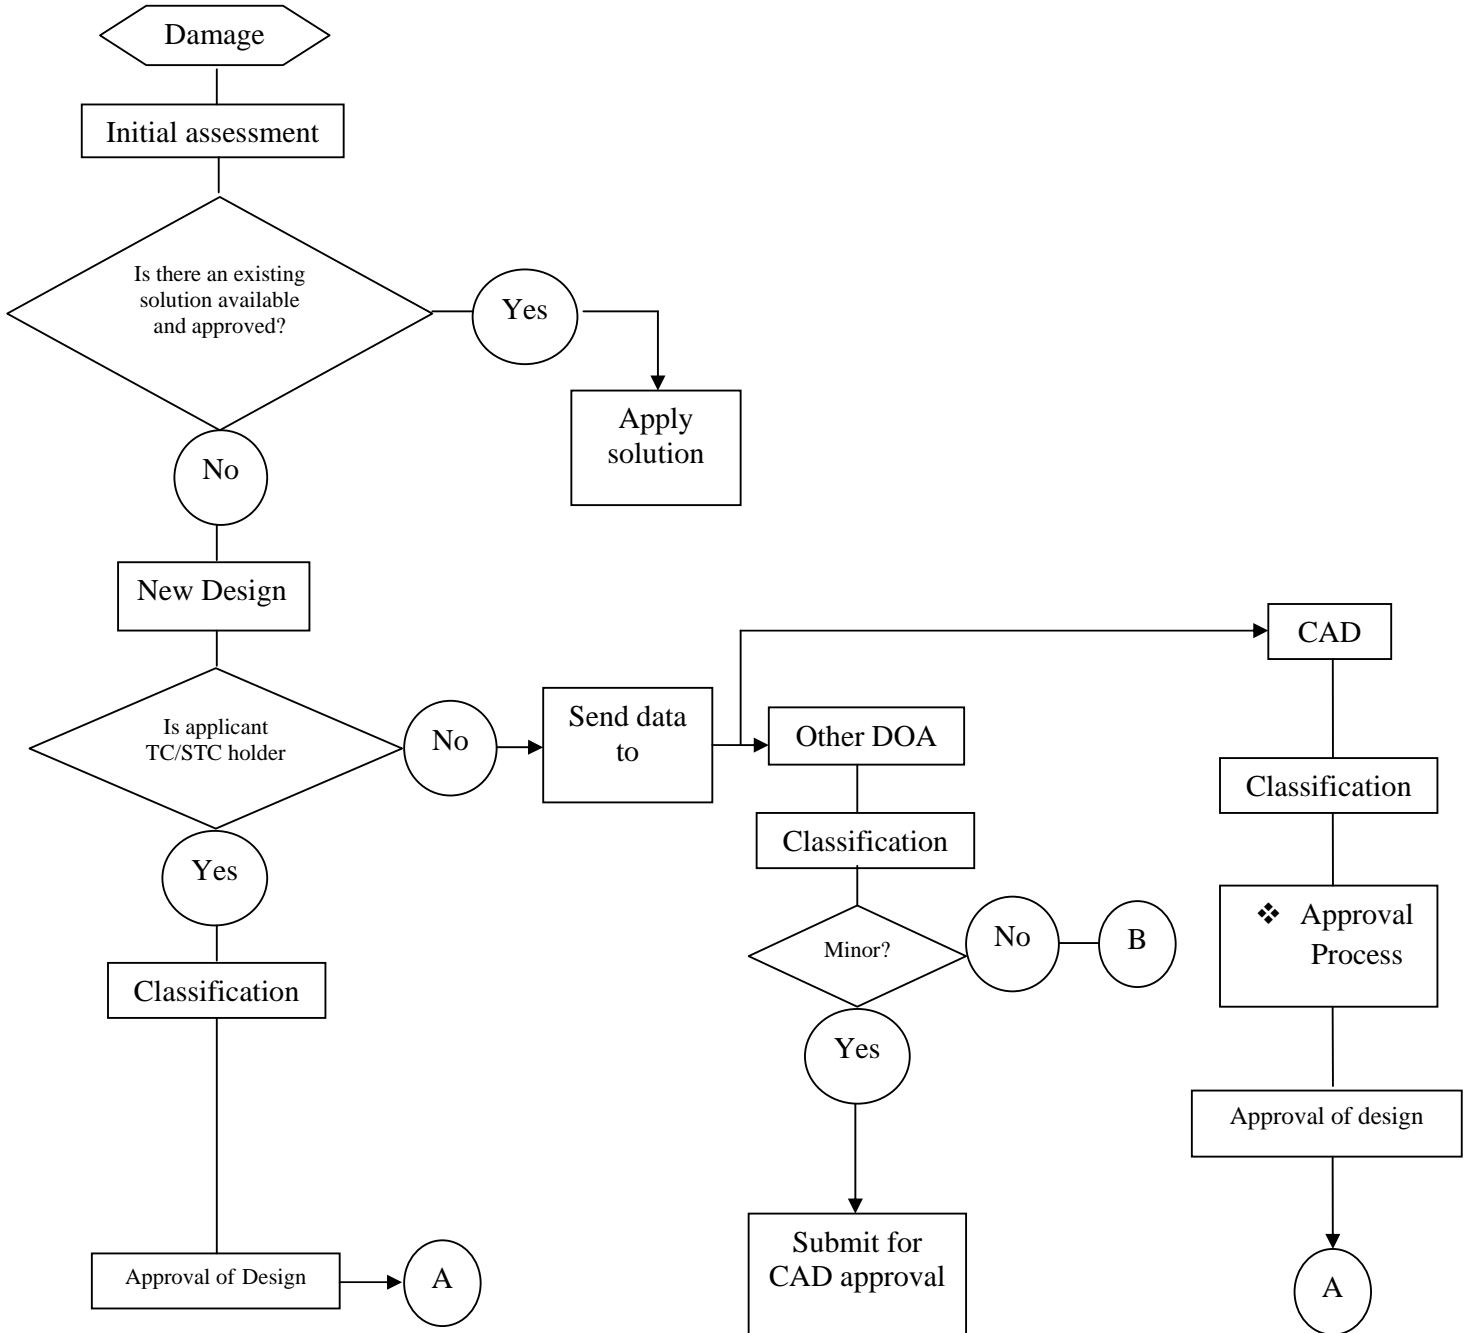 Damage
Initial assessment
Is there an existing
solution available
and approved?
Yes
Apply
solution
No
New Design
Is applicant
TC/STC holder
No
Send data
to
Other DOA
CAD
Classification
Classification
Yes
Minor?
No
B
❖ Approval
Process
Classification
Yes
Approval of design
Submit for
CAD approval
Approval of Design
A
A